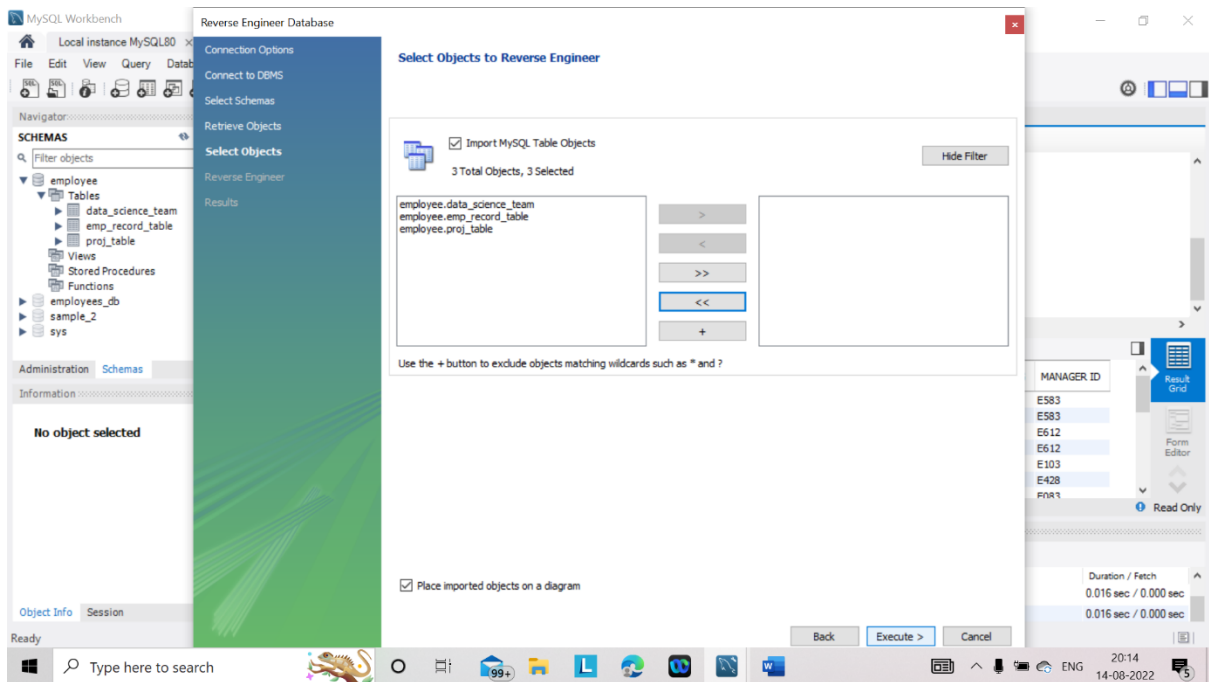 MySQL Workbench
Local instance MySQL80 ×
File Edit View Query Datab
Navigator
SCHEMAS
Filter objects
employee
Tables
data_science_team
emp_record_table
proj_table
Views
Stored Procedures
Functions
employees_db
sample_2
sys
Administration Schemas
Information
No object selected
Object Info Session
Ready
Reverse Engineer Database
Connection Options
Connect to DBMS
Select Schemas
Retrieve Objects
Select Objects
Reverse Engineer
Results
Select Objects to Reverse Engineer
Import MySQL Table Objects
3 Total Objects, 3 Selected
Hide Filter
employee.data_science_team
employee.emp_record_table
employee.proj_table
>
<
>>
<<
+
Use the + button to exclude objects matching wildcards such as * and ?
Place imported objects on a diagram
Back Execute > Cancel
MANAGER ID
E583
E583
E612
E612
E103
E428
E083
Result
Grid
Form
Editor
Read Only
Duration / Fetch
0.016 sec / 0.000 sec
0.016 sec / 0.000 sec
Type here to search
99+
ENG
20:14
14-08-2022
5